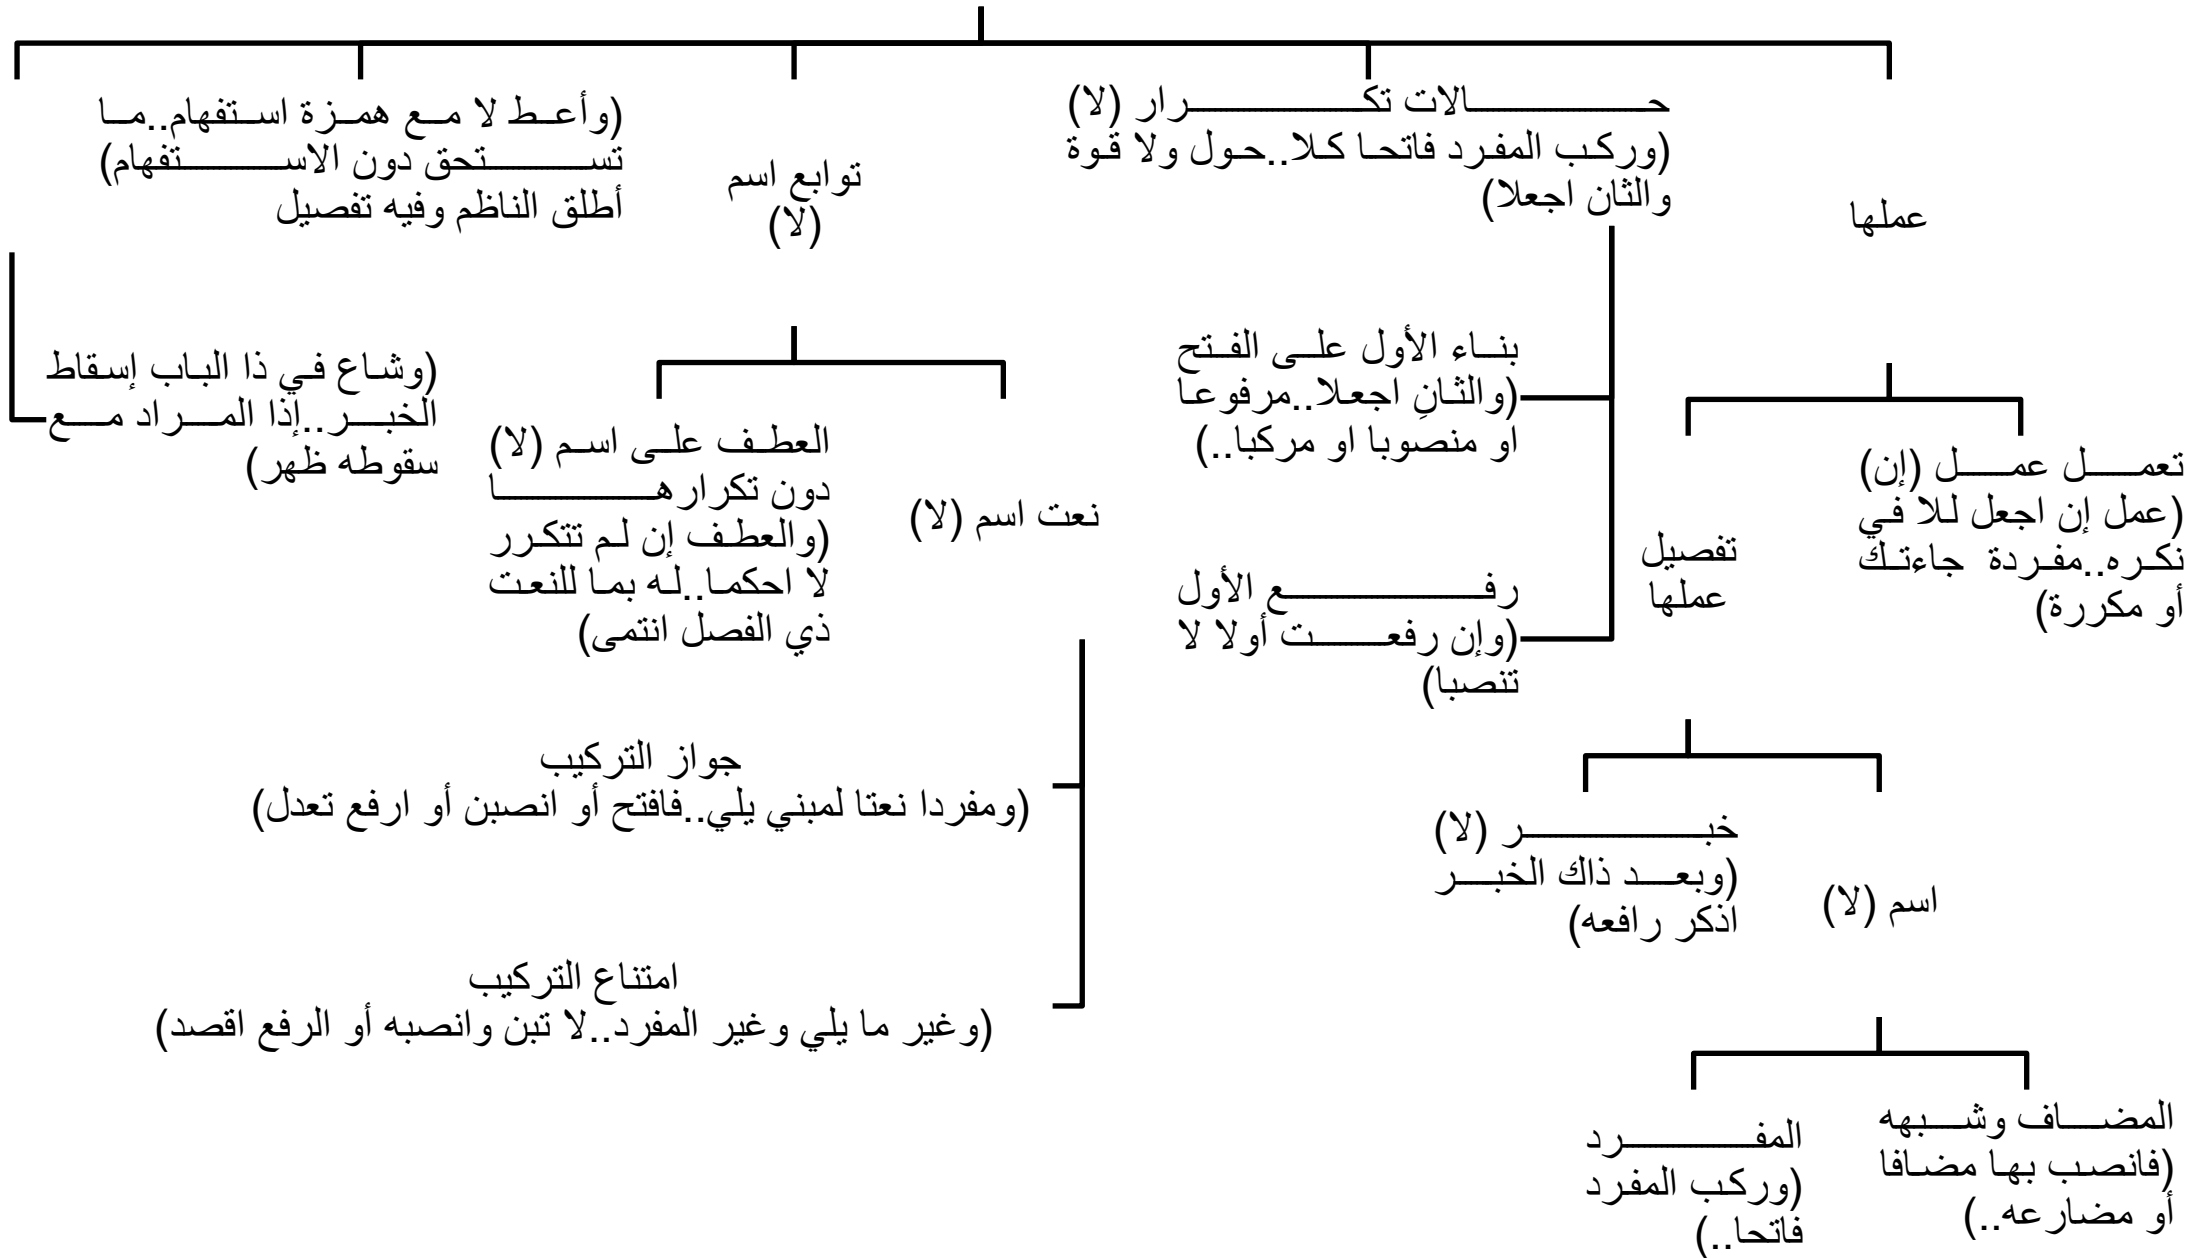 عملها
تعمل عمل (إن)
(عمل إن اجعل للا في
نكره..مفردة جاءتك
أو مكررة)
تفصيل
عملها
اسم (لا)
المضاف وشبهه
(فانصب بها مضافا
أو مضارعه..)
المفرد
(وركب المفرد
فاتحا..)
خبر (لا)
(وبعد ذاك الخبر
اذكر رافعه)
حالات تكرار (لا)
(وركب المفرد فاتحا كلا..حول ولا قوة
والثان اجعلا)
بناء الأول على الفتح
(والثانِ اجعلا..مرفوعا
او منصوبا او مركبا..)
رفع الأول
(وإن رفعت أولا لا
تنصبا)
توابع اسم
(لا)
نعت اسم (لا)
جواز التركيب
(ومفردا نعتا لمبني يلي..فافتح أو انصبن أو ارفع تعدل)
امتناع التركيب
(وغير ما يلي وغير المفرد..لا تبن وانصبه أو الرفع اقصد)
العطف على اسم (لا)
دون تكرارها
(والعطف إن لم تتكرر
لا احكما..له بما للنعت
ذي الفصل انتمى)
(وأعط لا مع همزة استفهام..ما
تستحق دون الاستفهام)
أطلق الناظم وفيه تفصيل
(وشاع في ذا الباب إسقاط
الخبر..إذا المراد مع
سقوطه ظهر)